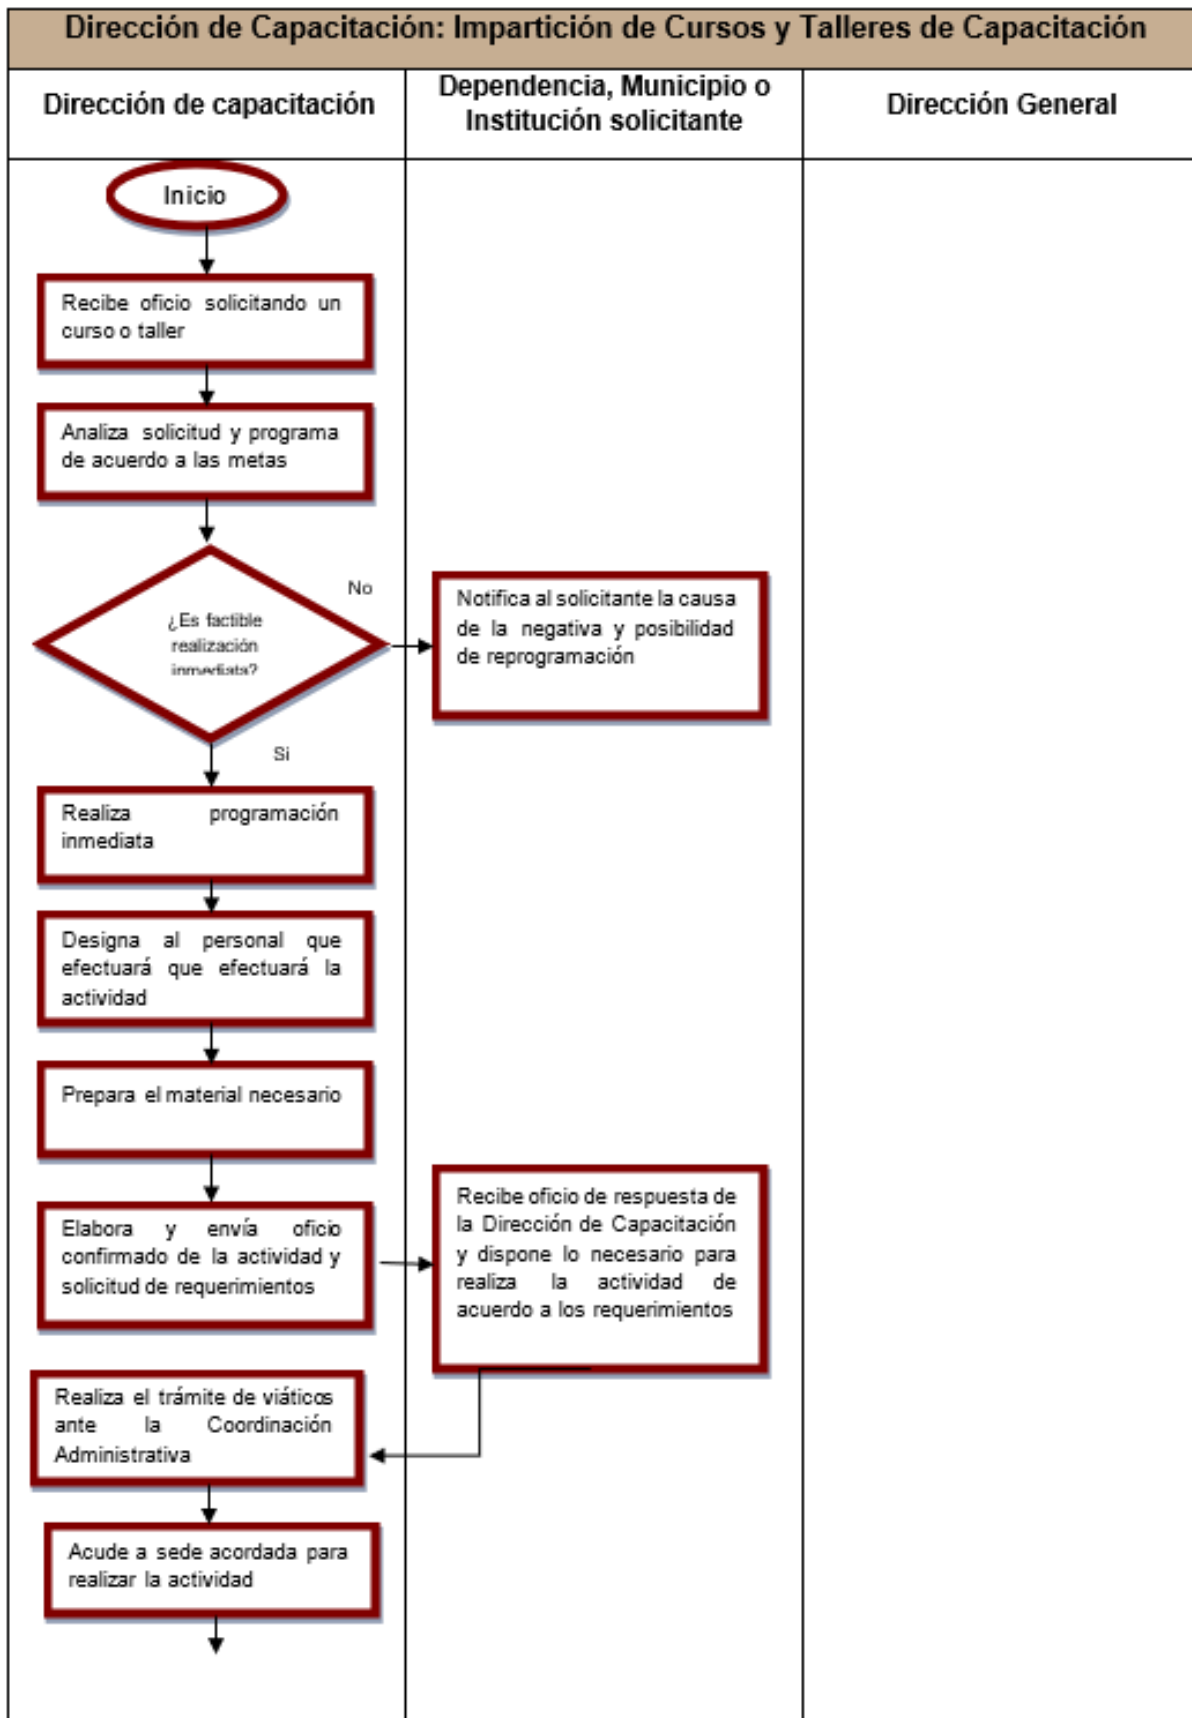 Dirección de Capacitación: Impartición de Cursos y Talleres de Capacitación
Dirección de capacitación
Dependencia, Municipio o
Institución solicitante
Dirección General
Inicio
Recibe oficio solicitando un
curso o taller
Analiza solicitud y programa
de acuerdo a las metas
¿Es factible
realización
inmediata?
No
Notifica al solicitante la causa
de la negativa y posibilidad
de reprogramación
Si
Realiza programación
inmediata
Designa al personal que
efectuará que efectuará la
actividad
Prepara el material necesario
Elabora y envía oficio
confirmado de la actividad y
solicitud de requerimientos
Recibe oficio de respuesta de
la Dirección de Capacitación
y dispone lo necesario para
realiza la actividad de
acuerdo a los requerimientos
Realiza el trámite de viáticos
ante la Coordinación
Administrativa
Acude a sede acordada para
realizar la actividad